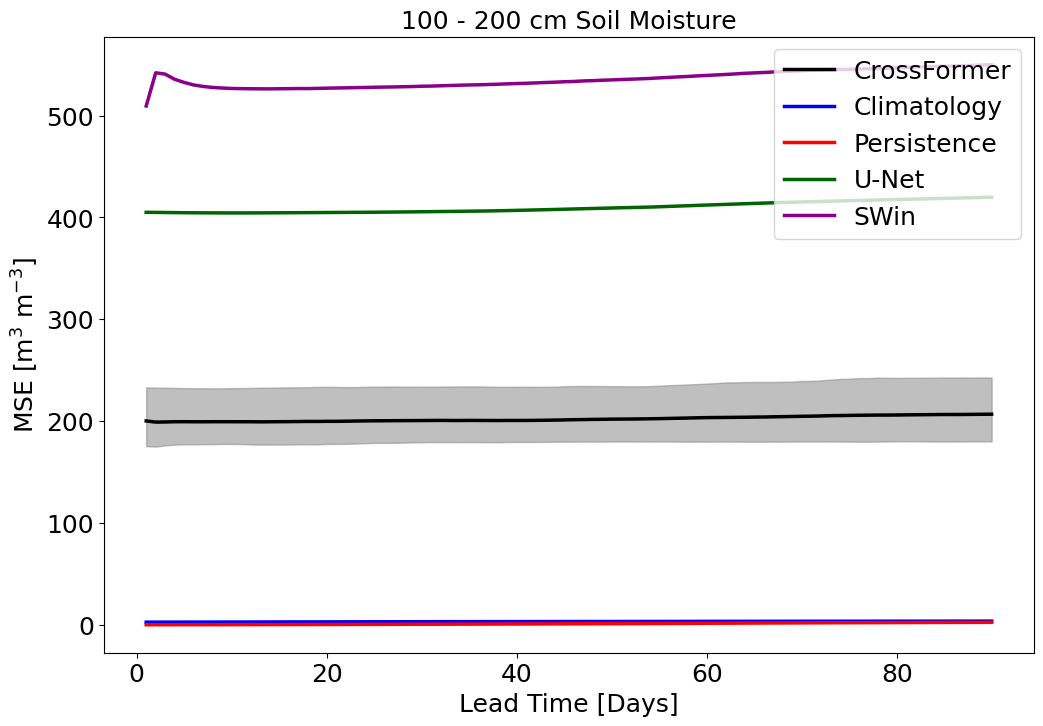 100 - 200 cm Soil Moisture
MSE [m³ m⁻³]
500
400
300
200
100
0
0 20 40 60 80
Lead Time [Days]
CrossFormer
Climatology
Persistence
U-Net
SWin